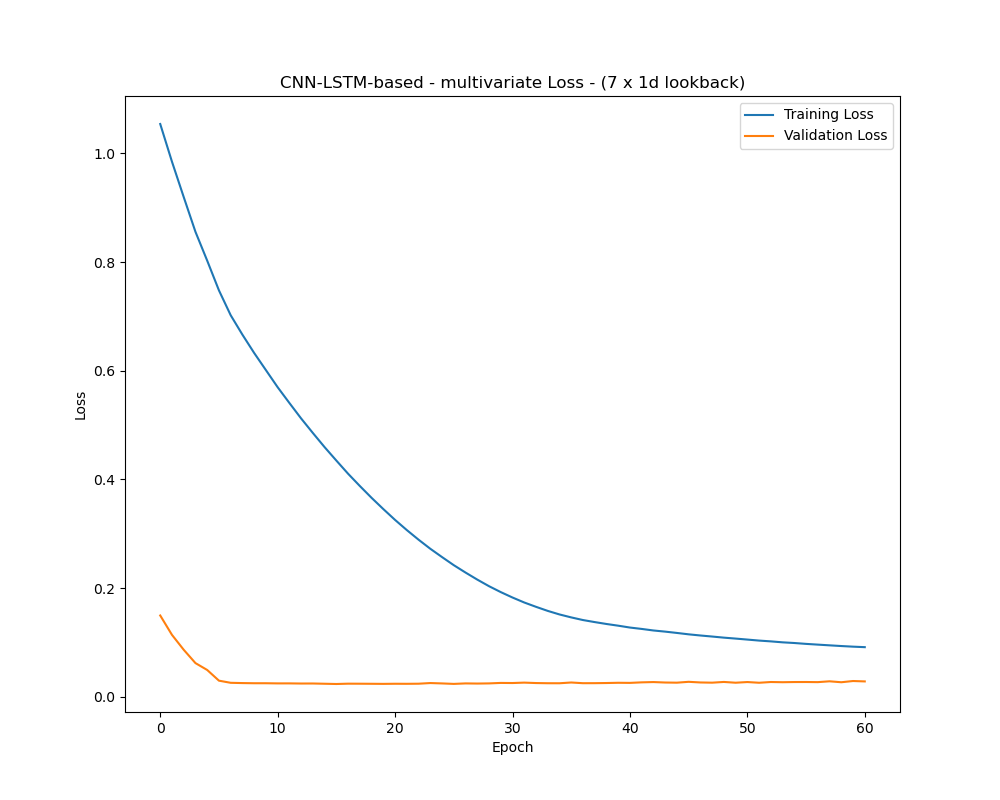 CNN-LSTM-based - multivariate Loss - (7 x 1d lookback)
Training Loss
Validation Loss
1.0
0.8
0.6
0.4
0.2
0.0
Loss
0 10 20 30 40 50 60
Epoch